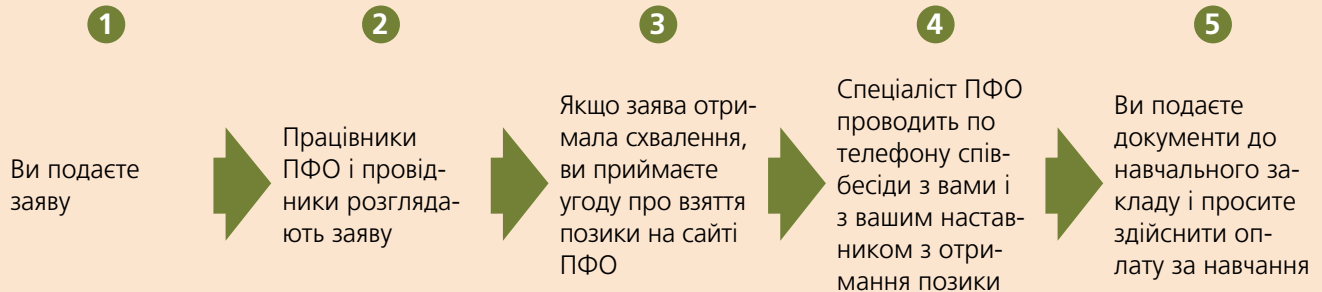 1
Ви подаєте
заяву
2
Працівники
ПФО і провід-
ники розгляда-
ють заяву
3
Якщо заява отри-
мала схвалення,
ви приймаєте
угоду про взяття
позики на сайті
ПФО
4
Спеціаліст ПФО
проводить по
телефону спів-
бесіди з вами і
з вашим настав-
ником з отри-
мання позики
5
Ви подаєте
документи до
навчального за-
кладу і просите
здійснити оп-
лату за навчання